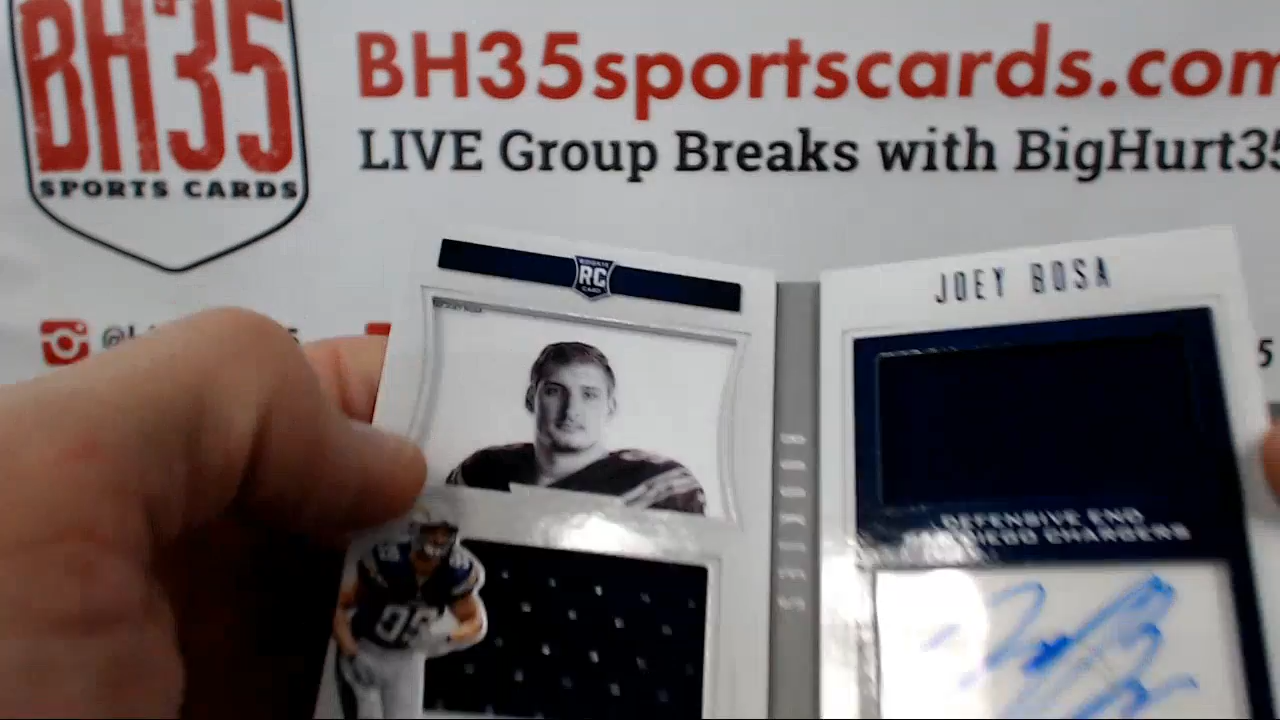 BH35
SPORTS CARDS
BH35sportscards.com
LIVE Group Breaks with BigHurt35
ROOKIE
RC
CARD
JOEY BOSA
DEFENSIVE END
DIEGO CHARGERS
99